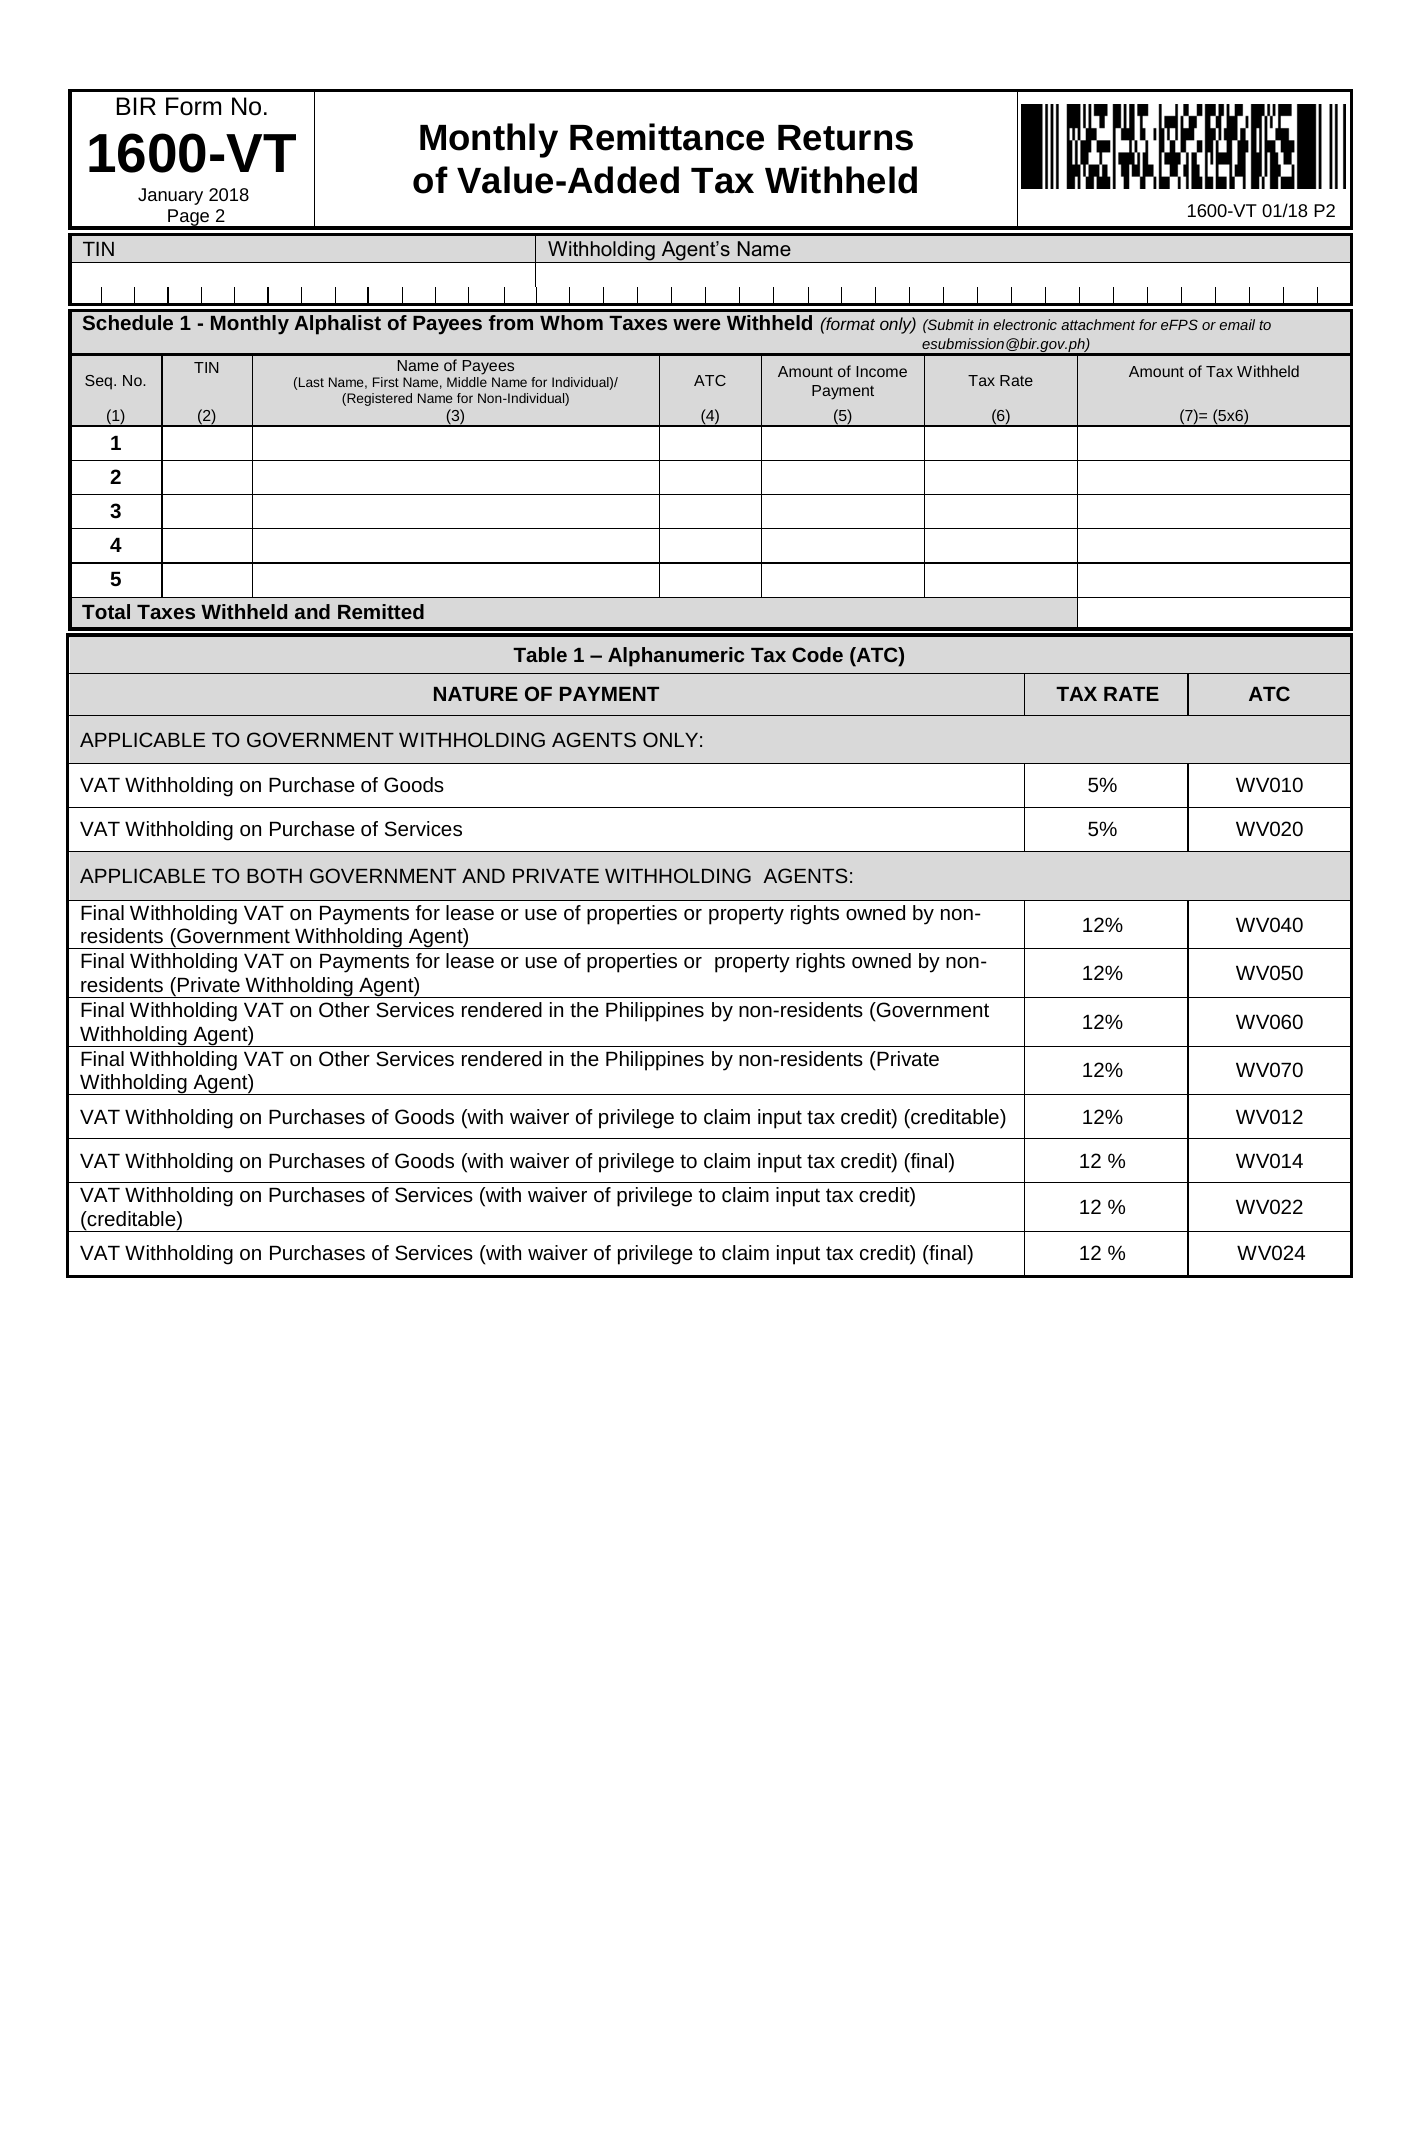 BIR Form No.
1600-VT
January 2018
Page 2
Monthly Remittance Returns
of Value-Added Tax Withheld
1600-VT 01/18 P2
TIN
Withholding Agent’s Name
Schedule 1 - Monthly Alphalist of Payees from Whom Taxes were Withheld (format only) (Submit in electronic attachment for eFPS or email to
esubmission@bir.gov.ph)
Seq. No.
(1)
TIN
(2)
Name of Payees
(Last Name, First Name, Middle Name for Individual)/
(Registered Name for Non-Individual)
(3)
ATC
(4)
Amount of Income
Payment
(5)
Tax Rate
(6)
Amount of Tax Withheld
(7)= (5x6)
1
2
3
4
5
Total Taxes Withheld and Remitted
Table 1 – Alphanumeric Tax Code (ATC)
NATURE OF PAYMENT TAX RATE ATC
APPLICABLE TO GOVERNMENT WITHHOLDING AGENTS ONLY:
VAT Withholding on Purchase of Goods 5% WV010
VAT Withholding on Purchase of Services 5% WV020
APPLICABLE TO BOTH GOVERNMENT AND PRIVATE WITHHOLDING  AGENTS:
Final Withholding VAT on Payments for lease or use of properties or property rights owned by non-
residents (Government Withholding Agent) 12% WV040
Final Withholding VAT on Payments for lease or use of properties or  property rights owned by non-
residents (Private Withholding Agent) 12% WV050
Final Withholding VAT on Other Services rendered in the Philippines by non-residents (Government
Withholding Agent) 12% WV060
Final Withholding VAT on Other Services rendered in the Philippines by non-residents (Private
Withholding Agent) 12% WV070
VAT Withholding on Purchases of Goods (with waiver of privilege to claim input tax credit) (creditable) 12% WV012
VAT Withholding on Purchases of Goods (with waiver of privilege to claim input tax credit) (final) 12 % WV014
VAT Withholding on Purchases of Services (with waiver of privilege to claim input tax credit)
(creditable) 12 % WV022
VAT Withholding on Purchases of Services (with waiver of privilege to claim input tax credit) (final) 12 % WV024